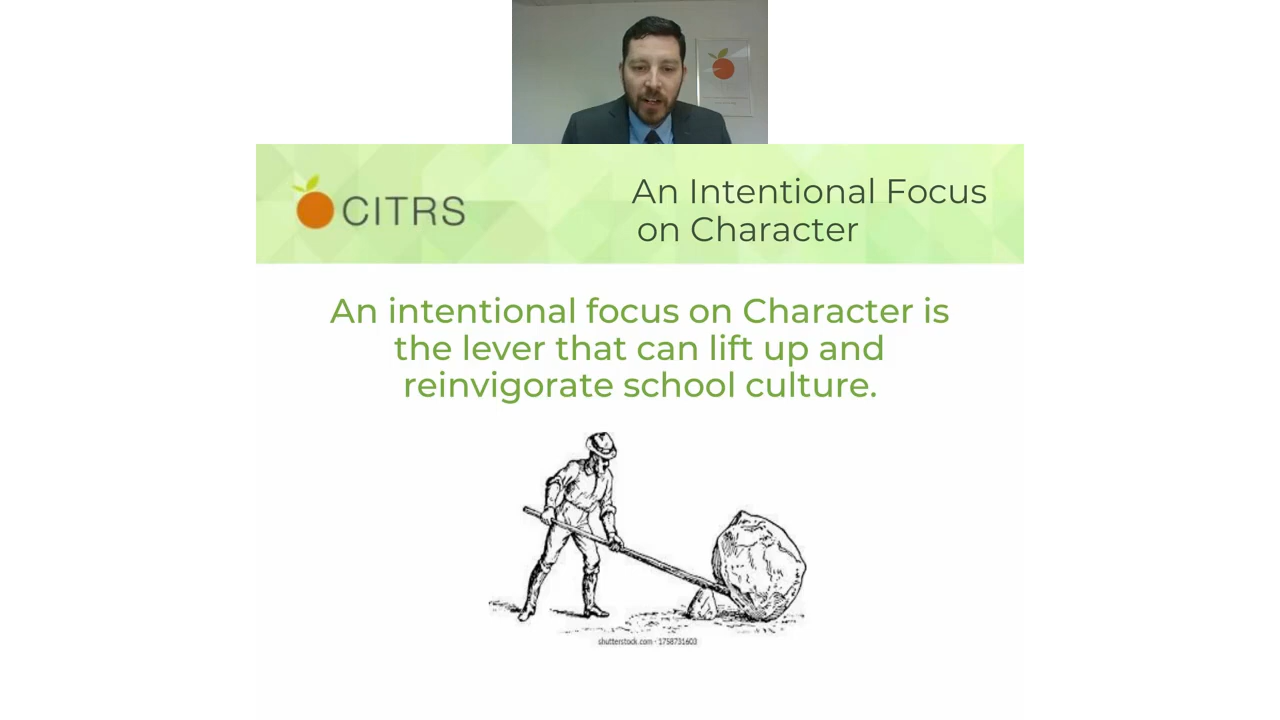 CITRS
An Intentional Focus
on Character
An intentional focus on Character is
the lever that can lift up and
reinvigorate school culture.
shutterstock.com · 1758731603